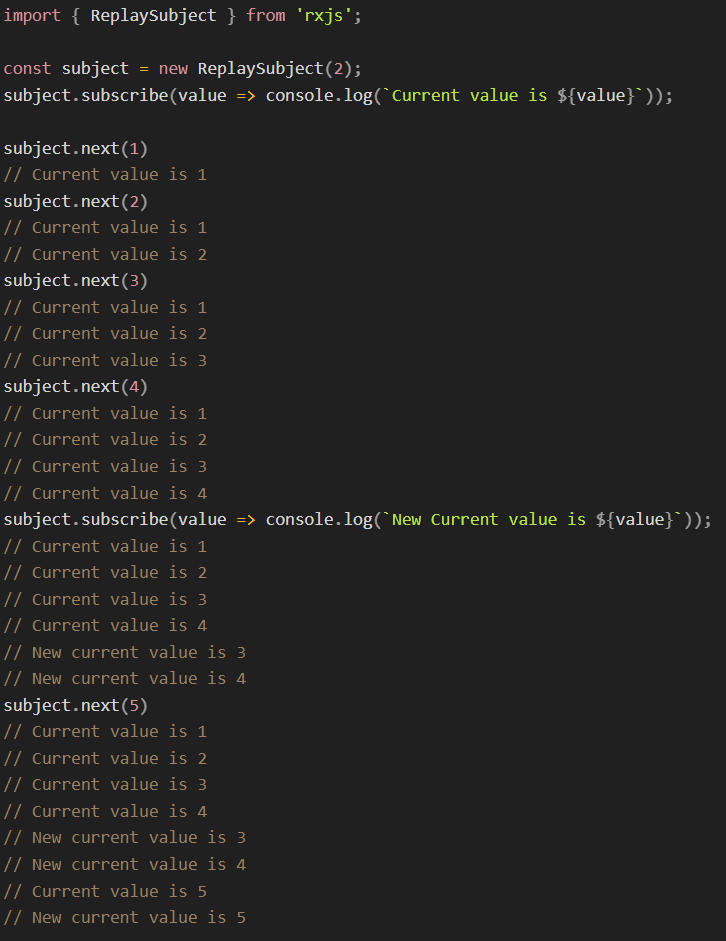 import { ReplaySubject } from 'rxjs';
const subject = new ReplaySubject(2);
subject.subscribe(value => console.log(`Current value is ${value}`));
subject.next(1)
// Current value is 1
subject.next(2)
// Current value is 1
// Current value is 2
subject.next(3)
// Current value is 1
// Current value is 2
// Current value is 3
subject.next(4)
// Current value is 1
// Current value is 2
// Current value is 3
// Current value is 4
subject.subscribe(value => console.log(`New Current value is ${value}`));
// Current value is 1
// Current value is 2
// Current value is 3
// Current value is 4
// New current value is 3
// New current value is 4
subject.next(5)
// Current value is 1
// Current value is 2
// Current value is 3
// Current value is 4
// New current value is 3
// New current value is 4
// Current value is 5
// New current value is 5